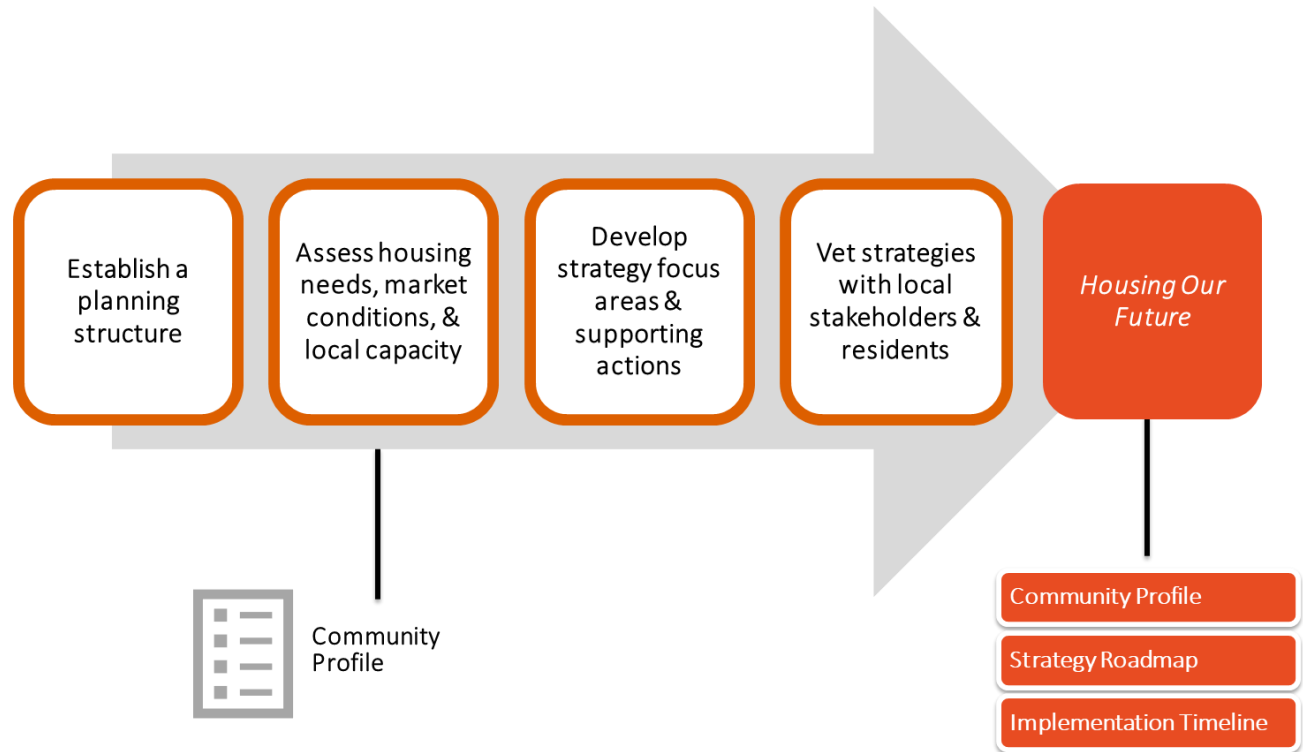 Establish a
planning
structure
Assess housing
needs, market
conditions, &
local capacity
Develop
strategy focus
areas &
supporting
actions
Vet strategies
with local
stakeholders &
residents
Housing Our
Future
Community
Profile
Community Profile
Strategy Roadmap
Implementation Timeline